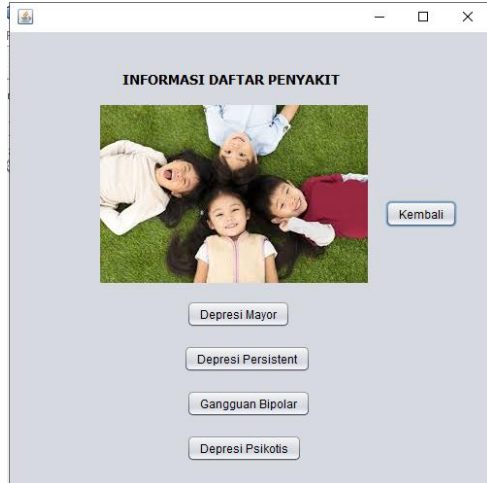 INFORMASI DAFTAR PENYAKIT
Kembali
Depresi Mayor
Depresi Persistent
Gangguan Bipolar
Depresi Psikotis